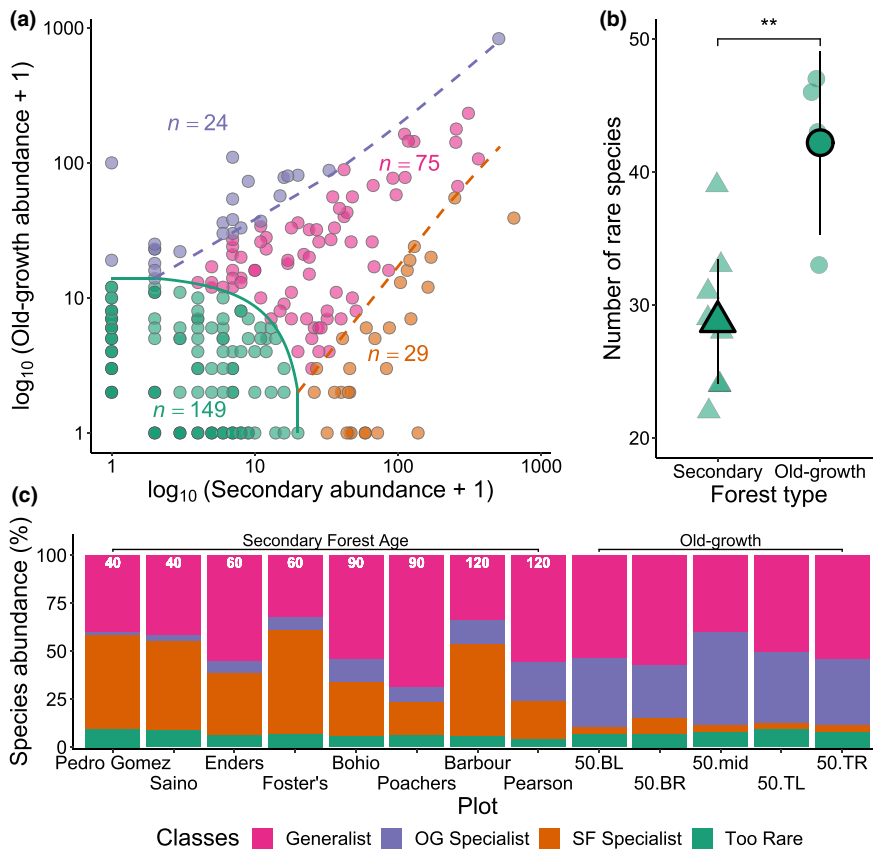 (a)
1000
100
10
1
log10 (Old-growth abundance + 1)
n = 24
n = 75
n = 29
n = 149
1 10 100 1000
log10 (Secondary abundance + 1)
(b)
**
50
40
30
20
Number of rare species
Secondary Old-growth
Forest type
(c)
Secondary Forest Age Old-growth
100
75
50
25
0
Species abundance (%)
40 40 60 60 90 90 120 120
Pedro Gomez Enders Bohio Barbour 50.BL 50.mid 50.TR
Saino Foster's Poachers Pearson 50.BR 50.TL
Plot
Classes Generalist OG Specialist SF Specialist Too Rare